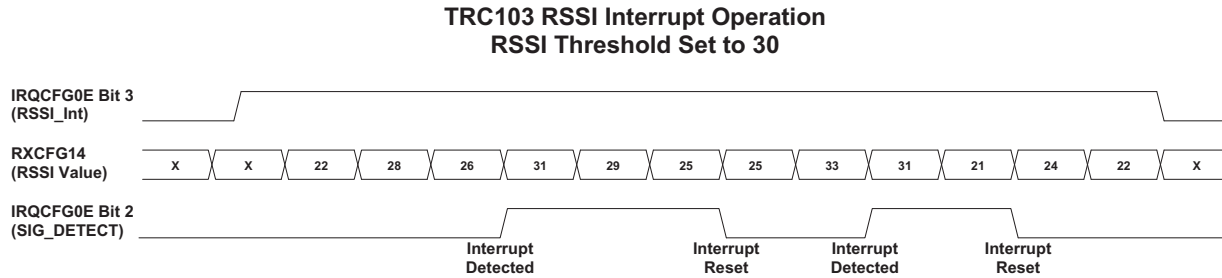 TRC103 RSSI Interrupt Operation
RSSI Threshold Set to 30
IRQCFG0E Bit 3
(RSSI_Int)
RXCFG14
(RSSI Value)
X X 22 28 26 31 29 25 25 33 31 21 24 22 X
IRQCFG0E Bit 2
(SIG_DETECT)
Interrupt Interrupt Interrupt Interrupt
Detected Reset Detected Reset